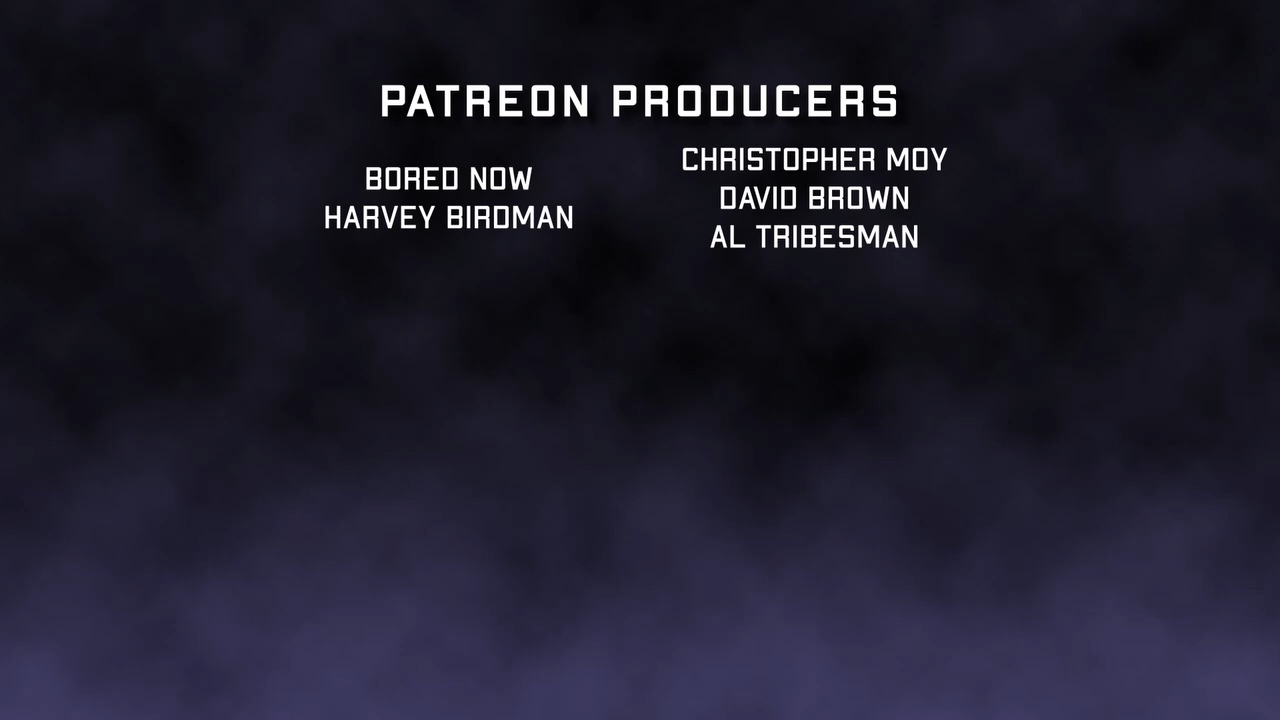 PATREON PRODUCERS
BORED NOW
HARVEY BIRDMAN
CHRISTOPHER MOY
DAVID BROWN
AL TRIBESMAN